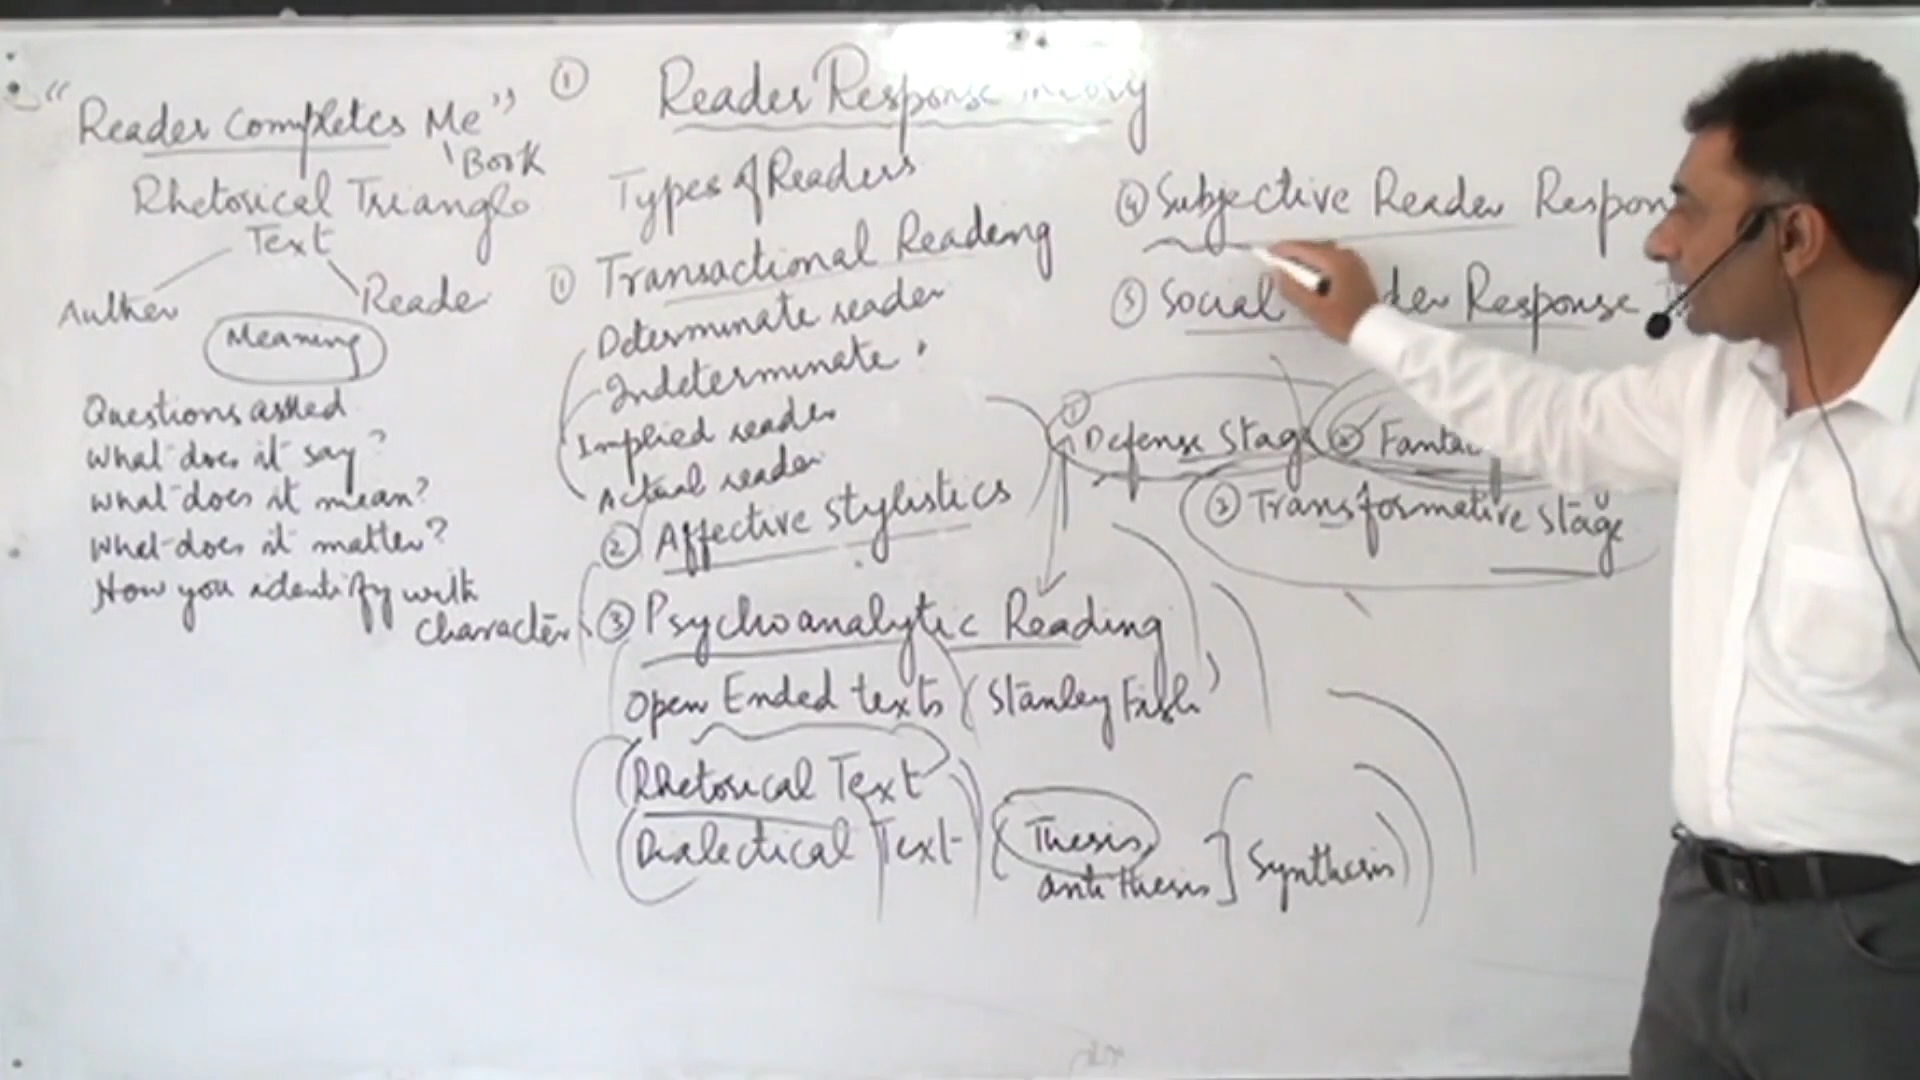 "Reader Completes Me"
Book
Rhetorical Triangle
Text
Auther
Reade
Meaning
Questions asked
What does it say?
What does it mean?
What does it matter?
How you identify with
character
① Reader Response Theory
Types of Readers
① Transactional Reading
Determinate reader
Indeterminate "
Implied reader
Actual reader
② Affective Stylistics
③ Psychoanalytic Reading
Open Ended texts (Stanley Fish)
Rhetorical Text
Dialectical Text
Thesis,
anti thesis] Synthesis
④ Subjective Reader Respon
⑤ Social der Response
① Defense Stage ② Fanta
③ Transformative Stage